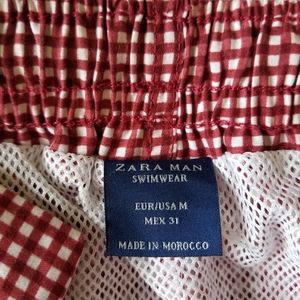 ZARA MAN
SWIMWEAR
EUR/USA M
MEX 31
MADE IN MOROCCO